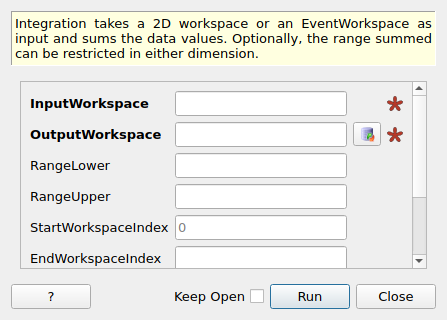 Integration takes a 2D workspace or an EventWorkspace as
input and sums the data values. Optionally, the range summed
can be restricted in either dimension.
InputWorkspace
OutputWorkspace
RangeLower
RangeUpper
StartWorkspaceIndex 0
EndWorkspaceIndex
? Keep Open Run Close